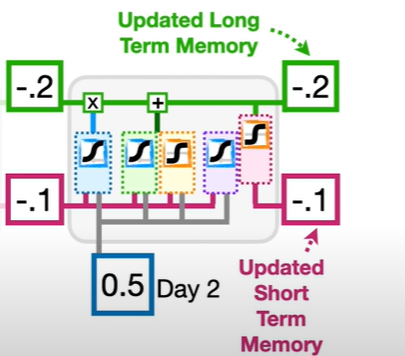 Updated Long
Term Memory
-.2
x
+
-.2
-.1
-.1
0.5 Day 2
Updated
Short
Term
Memory